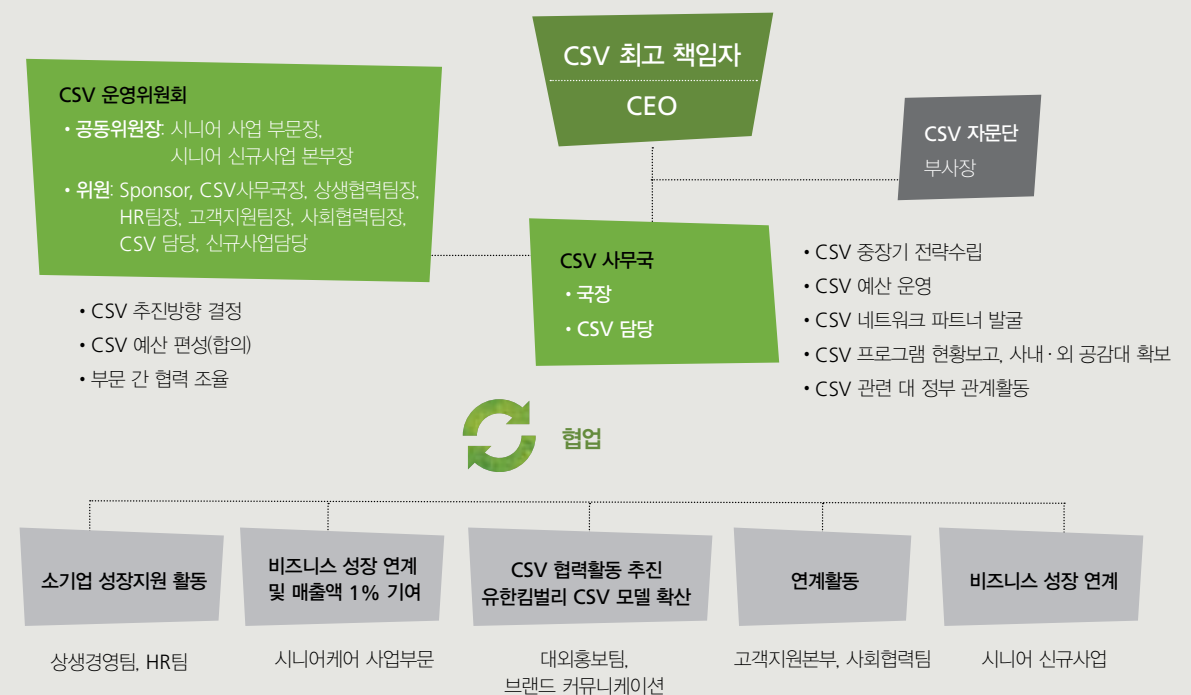 CSV 최고 책임자
CEO
CSV 운영위원회
• 공동위원장: 시니어 사업 부문장,
시니어 신규사업 본부장
• 위원: Sponsor, CSV사무국장, 상생협력팀장,
HR팀장, 고객지원팀장, 사회협력팀장,
CSV 담당, 신규사업담당
• CSV 추진방향 결정
• CSV 예산 편성(합의)
• 부문 간 협력 조율
CSV 자문단
부사장
CSV 사무국
• 국장
• CSV 담당
• CSV 중장기 전략수립
• CSV 예산 운영
• CSV 네트워크 파트너 발굴
• CSV 프로그램 현황보고, 사내·외 공감대 확보
• CSV 관련 대 정부 관계활동
협업
소기업 성장지원 활동
상생경영팀, HR팀
비즈니스 성장 연계
및 매출액 1% 기여
시니어케어 사업부문
CSV 협력활동 추진
유한킴벌리 CSV 모델 확산
대외홍보팀,
브랜드 커뮤니케이션
연계활동
고객지원본부, 사회협력팀
비즈니스 성장 연계
시니어 신규사업